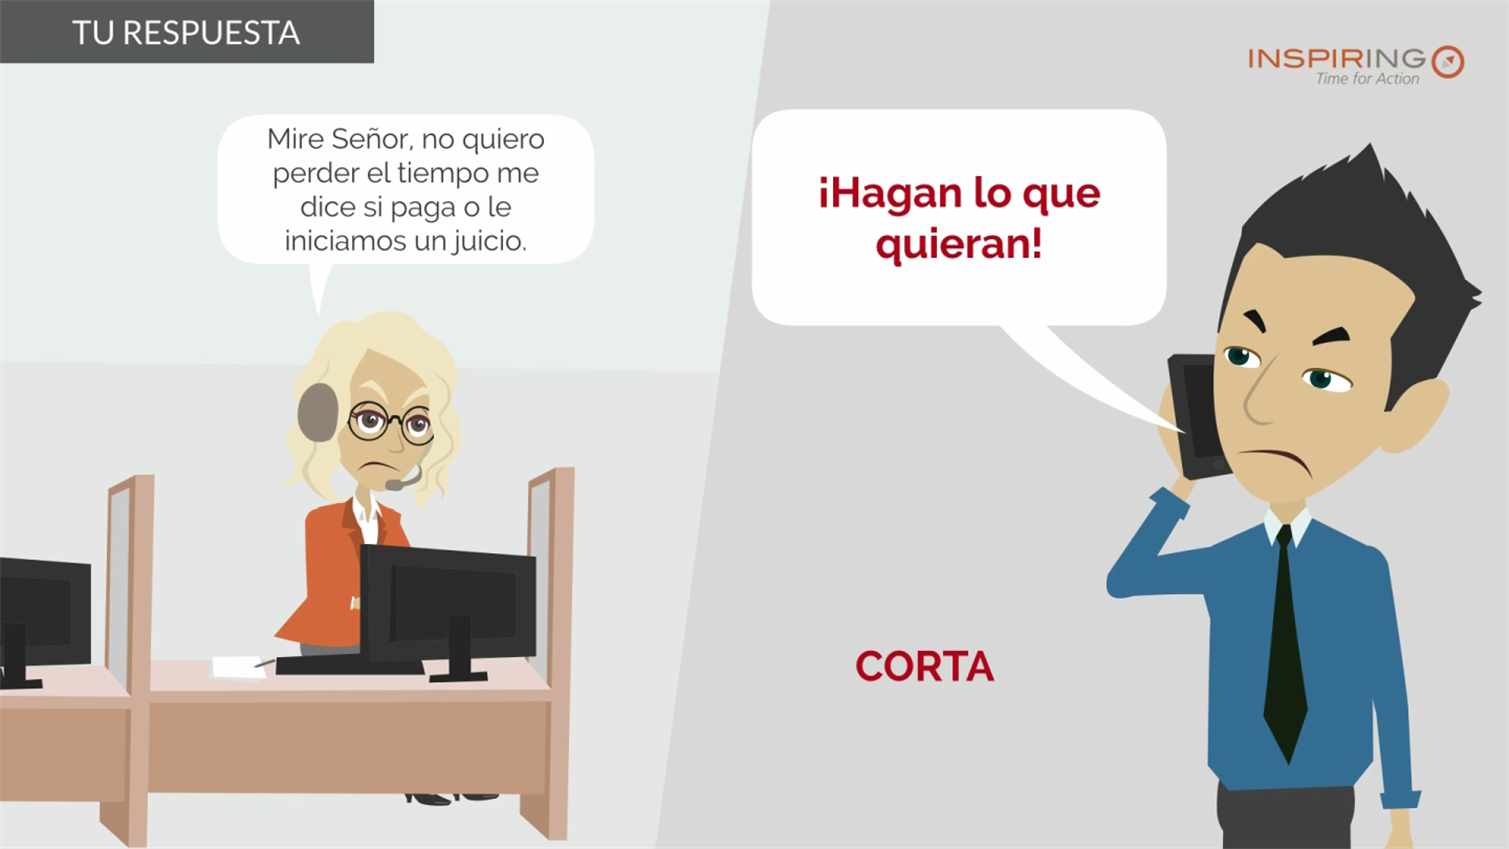 TU RESPUESTA
INSPIRING
Time for Action
Mire Señor, no quiero
perder el tiempo me
dice si paga o le
iniciamos un juicio.
¡Hagan lo que
quieran!
CORTA